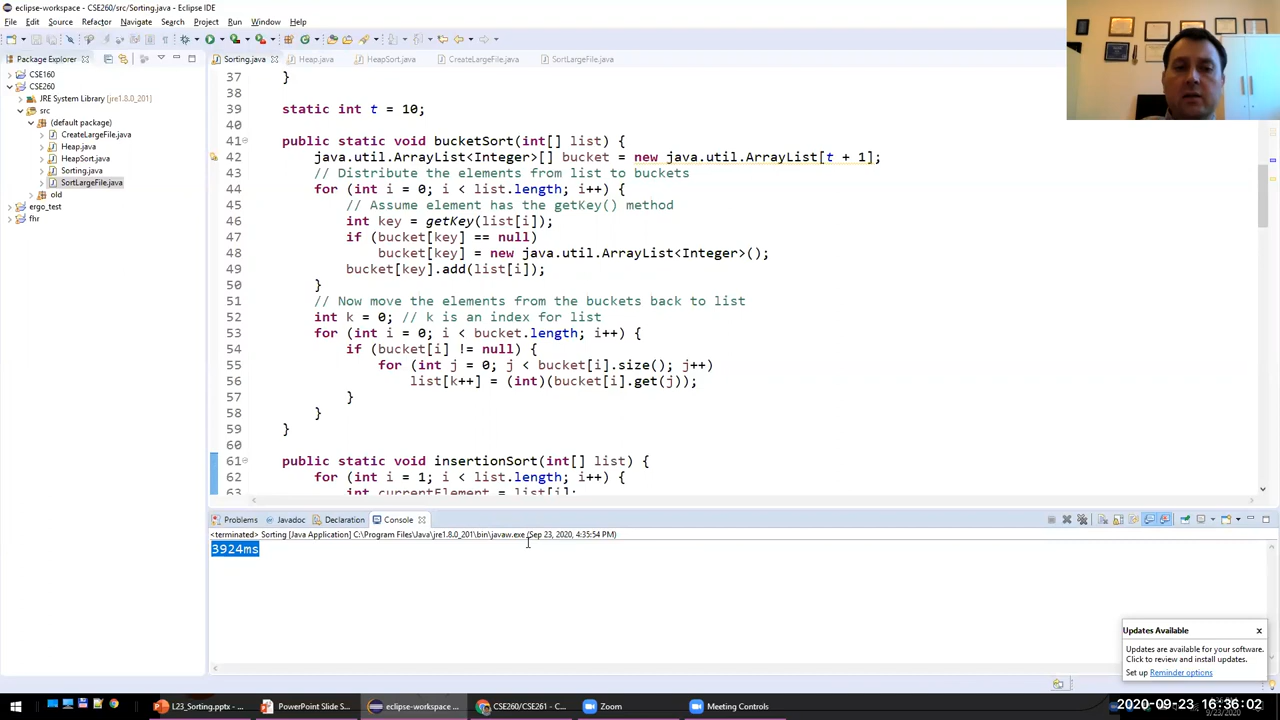 eclipse-workspace - CSE260/src/Sorting.java - Eclipse IDE
File Edit Source Refactor Navigate Search Project Run Window Help
Package Explorer
Sorting.java Heap.java HeapSort.java CreateLargeFile.java SortLargeFile.java
CSE160
CSE260
JRE System Library [jre1.8.0_201]
src
(default package)
CreateLargeFile.java
Heap.java
HeapSort.java
Sorting.java
SortLargeFile.java
old
ergo_test
fhr
37 }
38
39 static int t = 10;
40
41 public static void bucketSort(int[] list) {
42 java.util.ArrayList<Integer>[] bucket = new java.util.ArrayList[t + 1];
43 // Distribute the elements from list to buckets
44 for (int i = 0; i < list.length; i++) {
45 // Assume element has the getKey() method
46 int key = getKey(list[i]);
47 if (bucket[key] == null)
48 bucket[key] = new java.util.ArrayList<Integer>();
49 bucket[key].add(list[i]);
50 }
51 // Now move the elements from the buckets back to list
52 int k = 0; // k is an index for list
53 for (int i = 0; i < bucket.length; i++) {
54 if (bucket[i] != null) {
55 for (int j = 0; j < bucket[i].size(); j++)
56 list[k++] = (int)(bucket[i].get(j));
57 }
58 }
59 }
60
61 public static void insertionSort(int[] list) {
62 for (int i = 1; i < list.length; i++) {
63 int currentElement = list[i];
Problems Javadoc Declaration Console
<terminated> Sorting [Java Application] C:\Program Files\Java\jre1.8.0_201\bin\javaw.exe (Sep 23, 2020, 4:35:54 PM)
3924ms
Updates Available
Updates are available for your software.
Click to review and install updates.
Set up Reminder options
L23_Sorting.pptx - ... PowerPoint Slide S... eclipse-workspace ... CSE260/CSE261 - C... Zoom Meeting Controls
2020-09-23 16:36:02